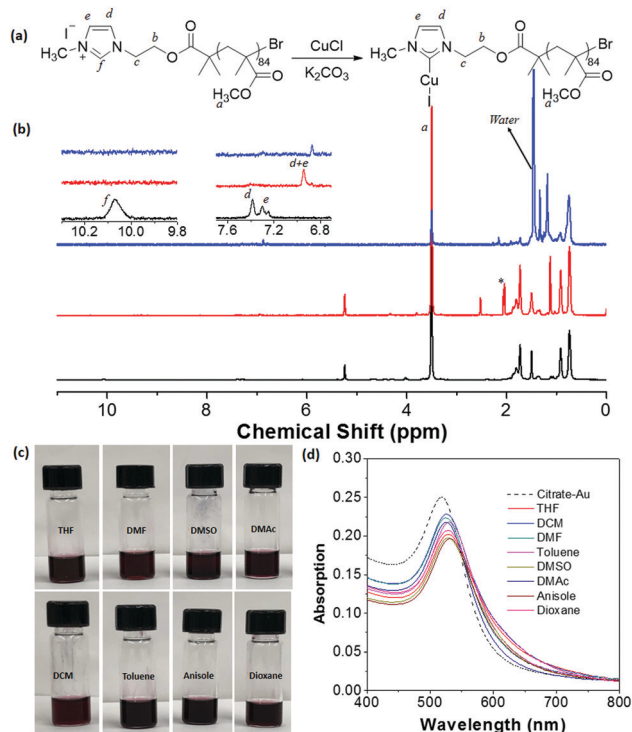 (a)
e d
I⁻
H₃C N + N
f c b
O O
Br
84
O
H₃CO
a
CuCl
K₂CO₃
e d
H₃C N N
c b
Cu
I
O O
Br
84
O
H₃CO
a
(b)
f
10.2 10.0 9.8
d+e
d e
7.6 7.2 6.8
a
Water
*
10 8 6 4 2 0
Chemical Shift (ppm)
(c)
THF DMF DMSO DMAc
DCM Toluene Anisole Dioxane
(d)
0.30
0.25
0.20
0.15
0.10
0.05
0.00
Absorption
Citrate-Au
THF
DCM
DMF
Toluene
DMSO
DMAc
Anisole
Dioxane
400 500 600 700 800
Wavelength (nm)